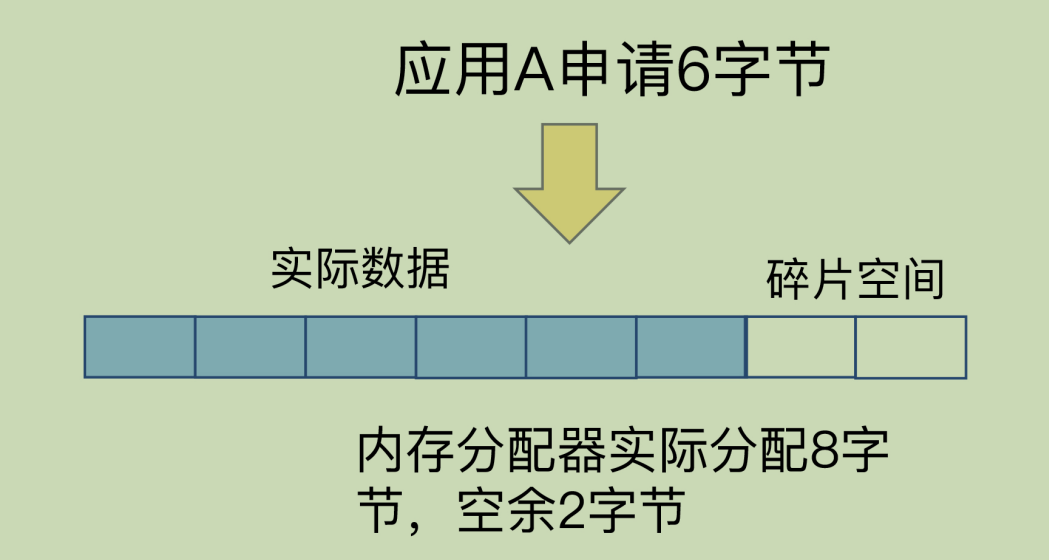 应用A申请6字节
实际数据
碎片空间
内存分配器实际分配8字
节，空余2字节